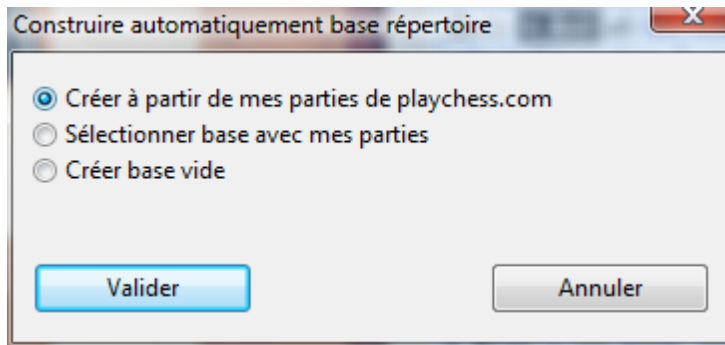 Construire automatiquement base répertoire
Créer à partir de mes parties de playchess.com
Sélectionner base avec mes parties
Créer base vide
Valider
Annuler